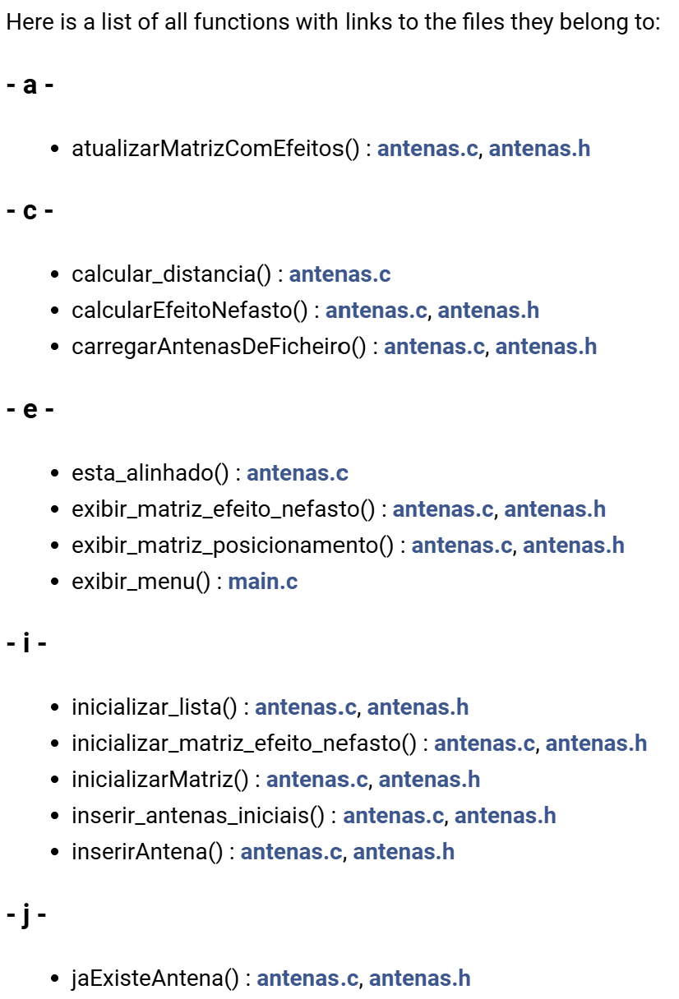 Here is a list of all functions with links to the files they belong to:
- a -
• atualizarMatrizComEfeitos() : antenas.c, antenas.h
- c -
• calcular_distancia() : antenas.c
• calcularEfeitoNefasto() : antenas.c, antenas.h
• carregarAntenasDeFicheiro() : antenas.c, antenas.h
- e -
• esta_alinhado() : antenas.c
• exibir_matriz_efeito_nefasto() : antenas.c, antenas.h
• exibir_matriz_posicionamento() : antenas.c, antenas.h
• exibir_menu() : main.c
- i -
• inicializar_lista() : antenas.c, antenas.h
• inicializar_matriz_efeito_nefasto() : antenas.c, antenas.h
• inicializarMatriz() : antenas.c, antenas.h
• inserir_antenas_iniciais() : antenas.c, antenas.h
• inserirAntena() : antenas.c, antenas.h
- j -
• jaExisteAntena() : antenas.c, antenas.h